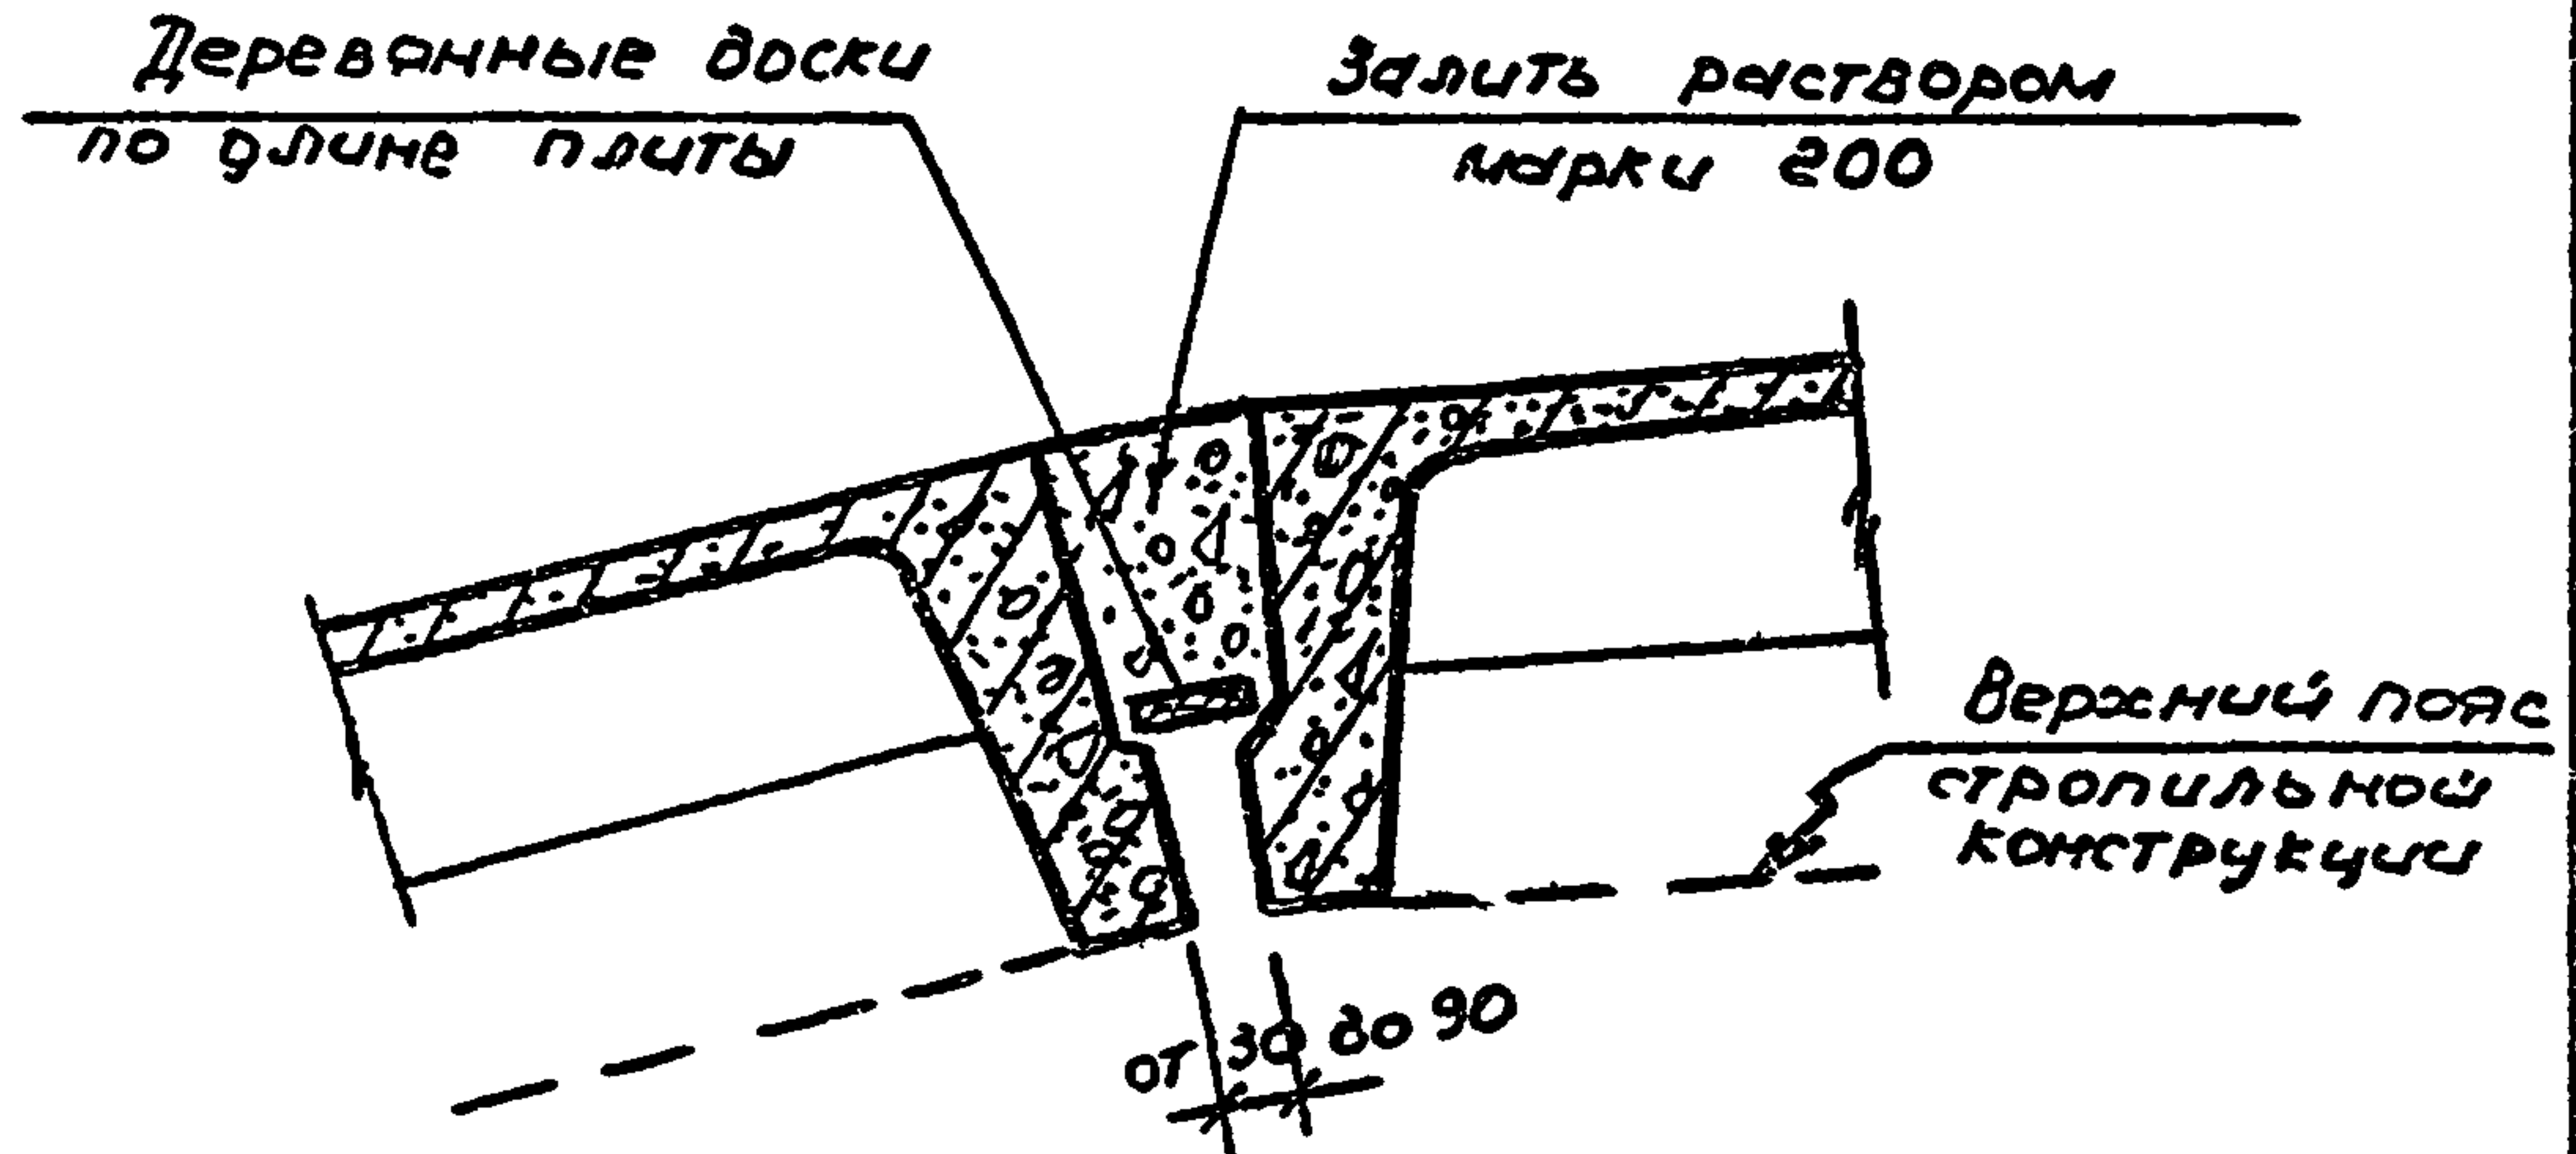 Деревянные доски
по длине плиты
Залить раствором
марки 200
Верхний пояс
стропильной
конструкции
от 30 до 90